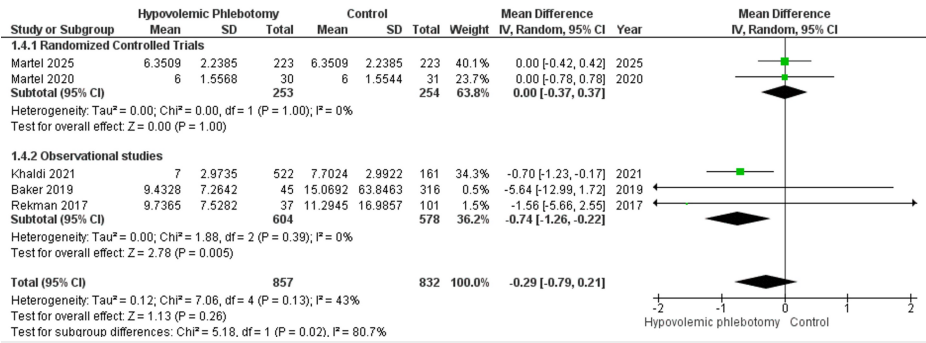 Hypovolemic Phlebotomy Control Mean Difference Mean Difference
Study or Subgroup Mean SD Total Mean SD Total Weight IV, Random, 95% CI Year IV, Random, 95% CI
1.4.1 Randomized Controlled Trials
Martel 2025 6.3509 2.2385 223 6.3509 2.2385 223 40.1% 0.00 [-0.42, 0.42] 2025
Martel 2020 6 1.5568 30 6 1.5544 31 23.7% 0.00 [-0.78, 0.78] 2020
Subtotal (95% CI) 253 254 63.8% 0.00 [-0.37, 0.37]
Heterogeneity: Tau² = 0.00; Chi² = 0.00, df = 1 (P = 1.00); I² = 0%
Test for overall effect: Z = 0.00 (P = 1.00)
1.4.2 Observational studies
Khaldi 2021 7 2.9735 522 7.7024 2.9922 161 34.3% -0.70 [-1.23, -0.17] 2021
Baker 2019 9.4328 7.2642 45 15.0692 63.8463 316 0.5% -5.64 [-12.99, 1.72] 2019
Rekman 2017 9.7365 7.5282 37 11.2945 16.9857 101 1.5% -1.56 [-5.66, 2.55] 2017
Subtotal (95% CI) 604 578 36.2% -0.74 [-1.26, -0.22]
Heterogeneity: Tau² = 0.00; Chi² = 1.88, df = 2 (P = 0.39); I² = 0%
Test for overall effect: Z = 2.78 (P = 0.005)
Total (95% CI) 857 832 100.0% -0.29 [-0.79, 0.21]
Heterogeneity: Tau² = 0.12; Chi² = 7.06, df = 4 (P = 0.13); I² = 43%
Test for overall effect: Z = 1.13 (P = 0.26)
Test for subgroup differences: Chi² = 5.18, df = 1 (P = 0.02), I² = 80.7%
-2 -1 0 1 2
Hypovolemic phlebotomy Control